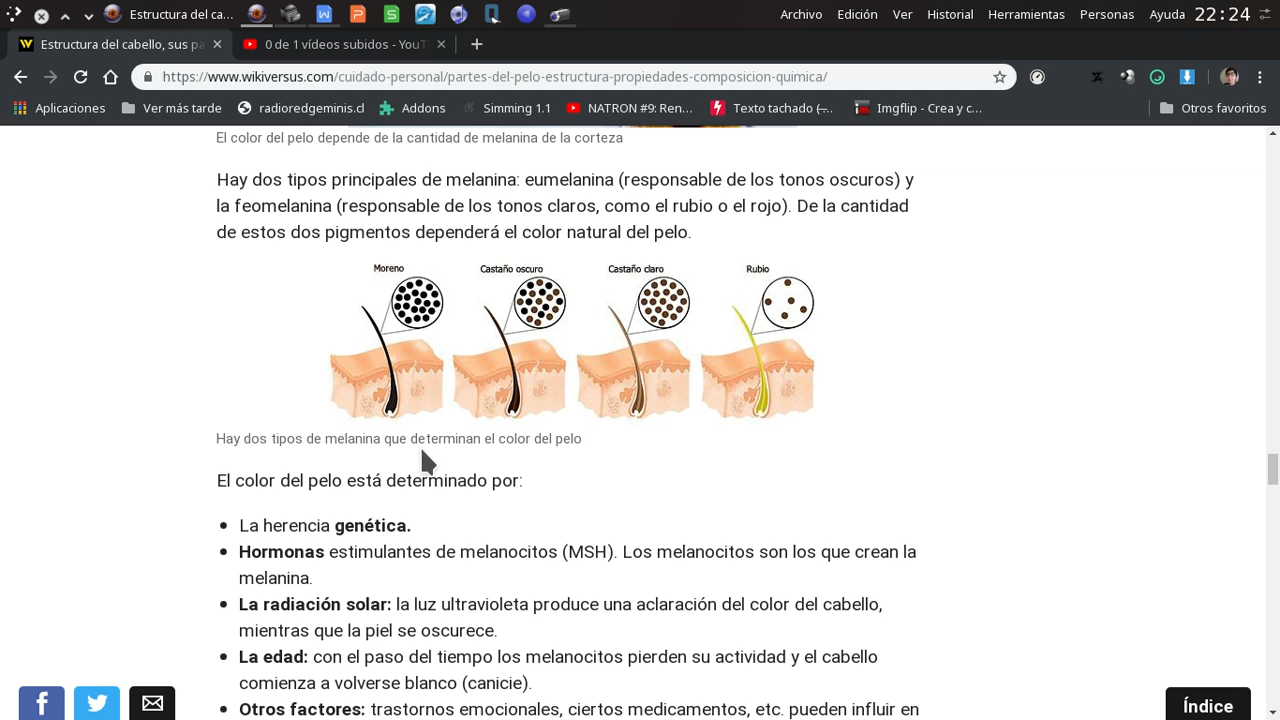 Estructura del ca…
Archivo Edición Ver Historial Herramientas Personas Ayuda 22:24
Estructura del cabello, sus pa
0 de 1 vídeos subidos - YouT
https://www.wikiversus.com/cuidado-personal/partes-del-pelo-estructura-propiedades-composicion-quimica/
Aplicaciones Ver más tarde radioredgeminis.cl Addons Simming 1.1 NATRON #9: Ren… Texto tachado (̶… Imgflip - Crea y c… Otros favoritos
El color del pelo depende de la cantidad de melanina de la corteza
Hay dos tipos principales de melanina: eumelanina (responsable de los tonos oscuros) y
la feomelanina (responsable de los tonos claros, como el rubio o el rojo). De la cantidad
de estos dos pigmentos dependerá el color natural del pelo.
Moreno Castaño oscuro Castaño claro Rubio
Hay dos tipos de melanina que determinan el color del pelo
El color del pelo está determinado por:
La herencia genética.
Hormonas estimulantes de melanocitos (MSH). Los melanocitos son los que crean la
melanina.
La radiación solar: la luz ultravioleta produce una aclaración del color del cabello,
mientras que la piel se oscurece.
La edad: con el paso del tiempo los melanocitos pierden su actividad y el cabello
comienza a volverse blanco (canicie).
Otros factores: trastornos emocionales, ciertos medicamentos, etc. pueden influir en
Índice